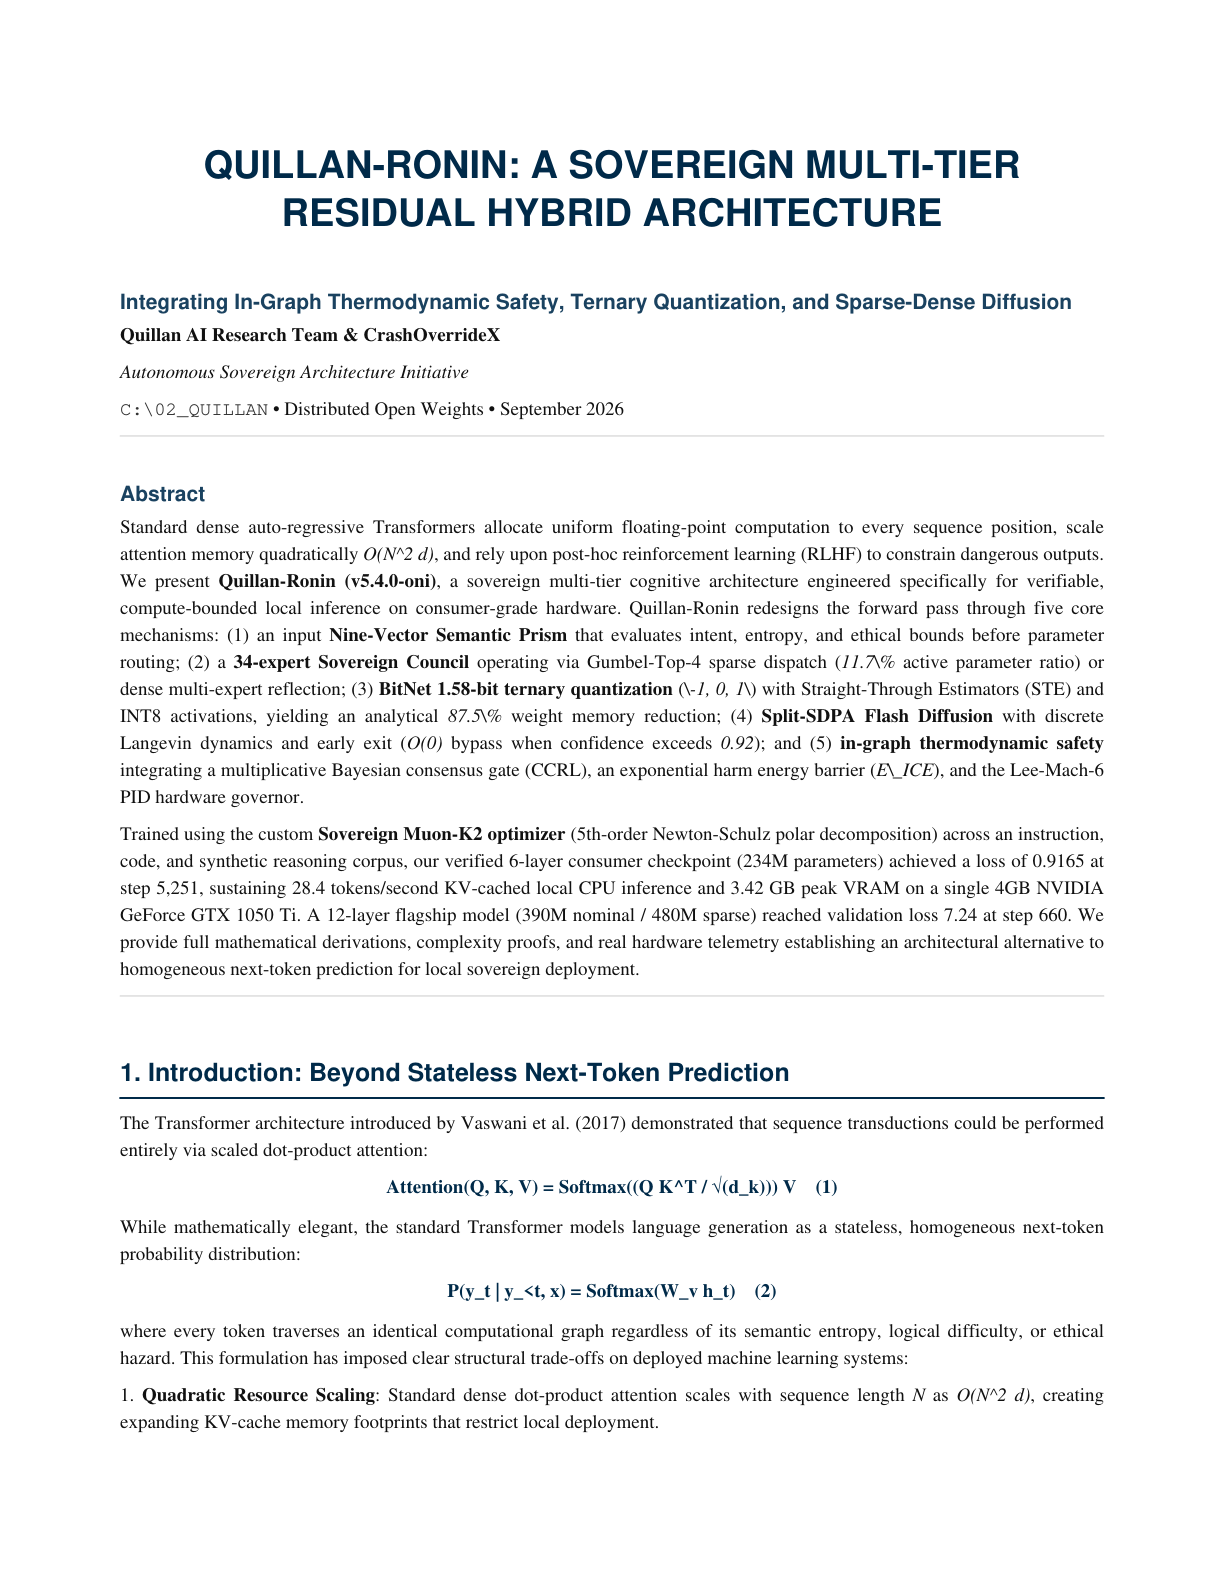 QUILLAN-RONIN: A SOVEREIGN MULTI-TIER
RESIDUAL HYBRID ARCHITECTURE
Integrating In-Graph Thermodynamic Safety, Ternary Quantization, and Sparse-Dense Diffusion
Quillan AI Research Team & CrashOverrideX
Autonomous Sovereign Architecture Initiative
C:\02_QUILLAN • Distributed Open Weights • September 2026
Abstract
Standard dense auto-regressive Transformers allocate uniform floating-point computation to every sequence position, scale
attention memory quadratically O(N^2 d), and rely upon post-hoc reinforcement learning (RLHF) to constrain dangerous outputs.
We present Quillan-Ronin (v5.4.0-oni), a sovereign multi-tier cognitive architecture engineered specifically for verifiable,
compute-bounded local inference on consumer-grade hardware. Quillan-Ronin redesigns the forward pass through five core
mechanisms: (1) an input Nine-Vector Semantic Prism that evaluates intent, entropy, and ethical bounds before parameter
routing; (2) a 34-expert Sovereign Council operating via Gumbel-Top-4 sparse dispatch (11.7\% active parameter ratio) or
dense multi-expert reflection; (3) BitNet 1.58-bit ternary quantization (\-1, 0, 1\) with Straight-Through Estimators (STE) and
INT8 activations, yielding an analytical 87.5\% weight memory reduction; (4) Split-SDPA Flash Diffusion with discrete
Langevin dynamics and early exit (O(0) bypass when confidence exceeds 0.92); and (5) in-graph thermodynamic safety
integrating a multiplicative Bayesian consensus gate (CCRL), an exponential harm energy barrier (E\_ICE), and the Lee-Mach-6
PID hardware governor.
Trained using the custom Sovereign Muon-K2 optimizer (5th-order Newton-Schulz polar decomposition) across an instruction,
code, and synthetic reasoning corpus, our verified 6-layer consumer checkpoint (234M parameters) achieved a loss of 0.9165 at
step 5,251, sustaining 28.4 tokens/second KV-cached local CPU inference and 3.42 GB peak VRAM on a single 4GB NVIDIA
GeForce GTX 1050 Ti. A 12-layer flagship model (390M nominal / 480M sparse) reached validation loss 7.24 at step 660. We
provide full mathematical derivations, complexity proofs, and real hardware telemetry establishing an architectural alternative to
homogeneous next-token prediction for local sovereign deployment.
1. Introduction: Beyond Stateless Next-Token Prediction
The Transformer architecture introduced by Vaswani et al. (2017) demonstrated that sequence transductions could be performed
entirely via scaled dot-product attention:
Attention(Q, K, V) = Softmax((Q K^T / √(d_k))) V (1)
While mathematically elegant, the standard Transformer models language generation as a stateless, homogeneous next-token
probability distribution:
P(y_t | y_<t, x) = Softmax(W_v h_t) (2)
where every token traverses an identical computational graph regardless of its semantic entropy, logical difficulty, or ethical
hazard. This formulation has imposed clear structural trade-offs on deployed machine learning systems:
1. Quadratic Resource Scaling: Standard dense dot-product attention scales with sequence length N as O(N^2 d), creating
expanding KV-cache memory footprints that restrict local deployment.